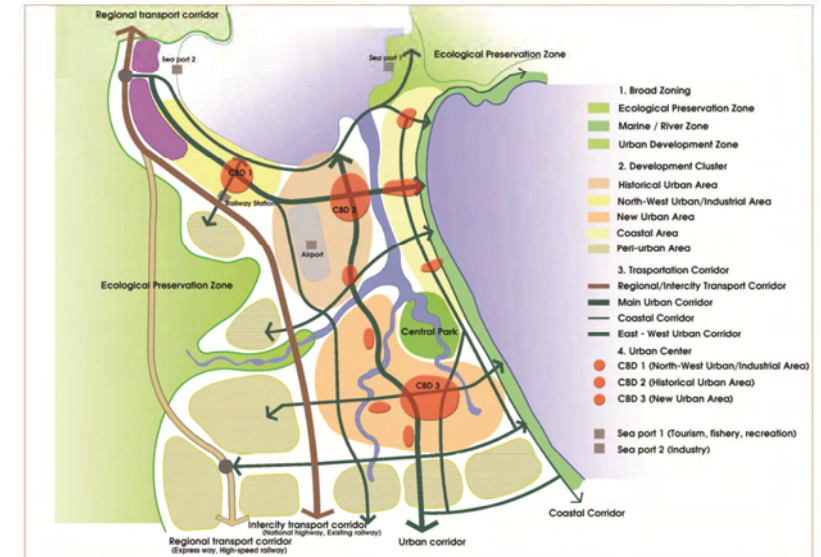 Regional transport corridor
Sea port 2
Sea port 1
Ecological Preservation Zone
CBD 1
Railway Station
CBD 2
Airport
Ecological Preservation Zone
Central Park
CBD 3
Intercity transport corridor
(National highway, Existing railway)
Regional transport corridor
(Express way, High-speed railway)
Urban corridor
Coastal Corridor
1. Broad Zoning
Ecological Preservation Zone
Marine / River Zone
Urban Development Zone
2. Development Cluster
Historical Urban Area
North-West Urban/Industrial Area
New Urban Area
Coastal Area
Peri-urban Area
3. Trasportation Corridor
Regional/Intercity Transport Corridor
Main Urban Corridor
Coastal Corridor
East - West Urban Corridor
4. Urban Center
CBD 1 (North-West Urban/Industrial Area)
CBD 2 (Historical Urban Area)
CBD 3 (New Urban Area)
Sea port 1 (Tourism, fishery, recreation)
Sea port 2 (Industry)